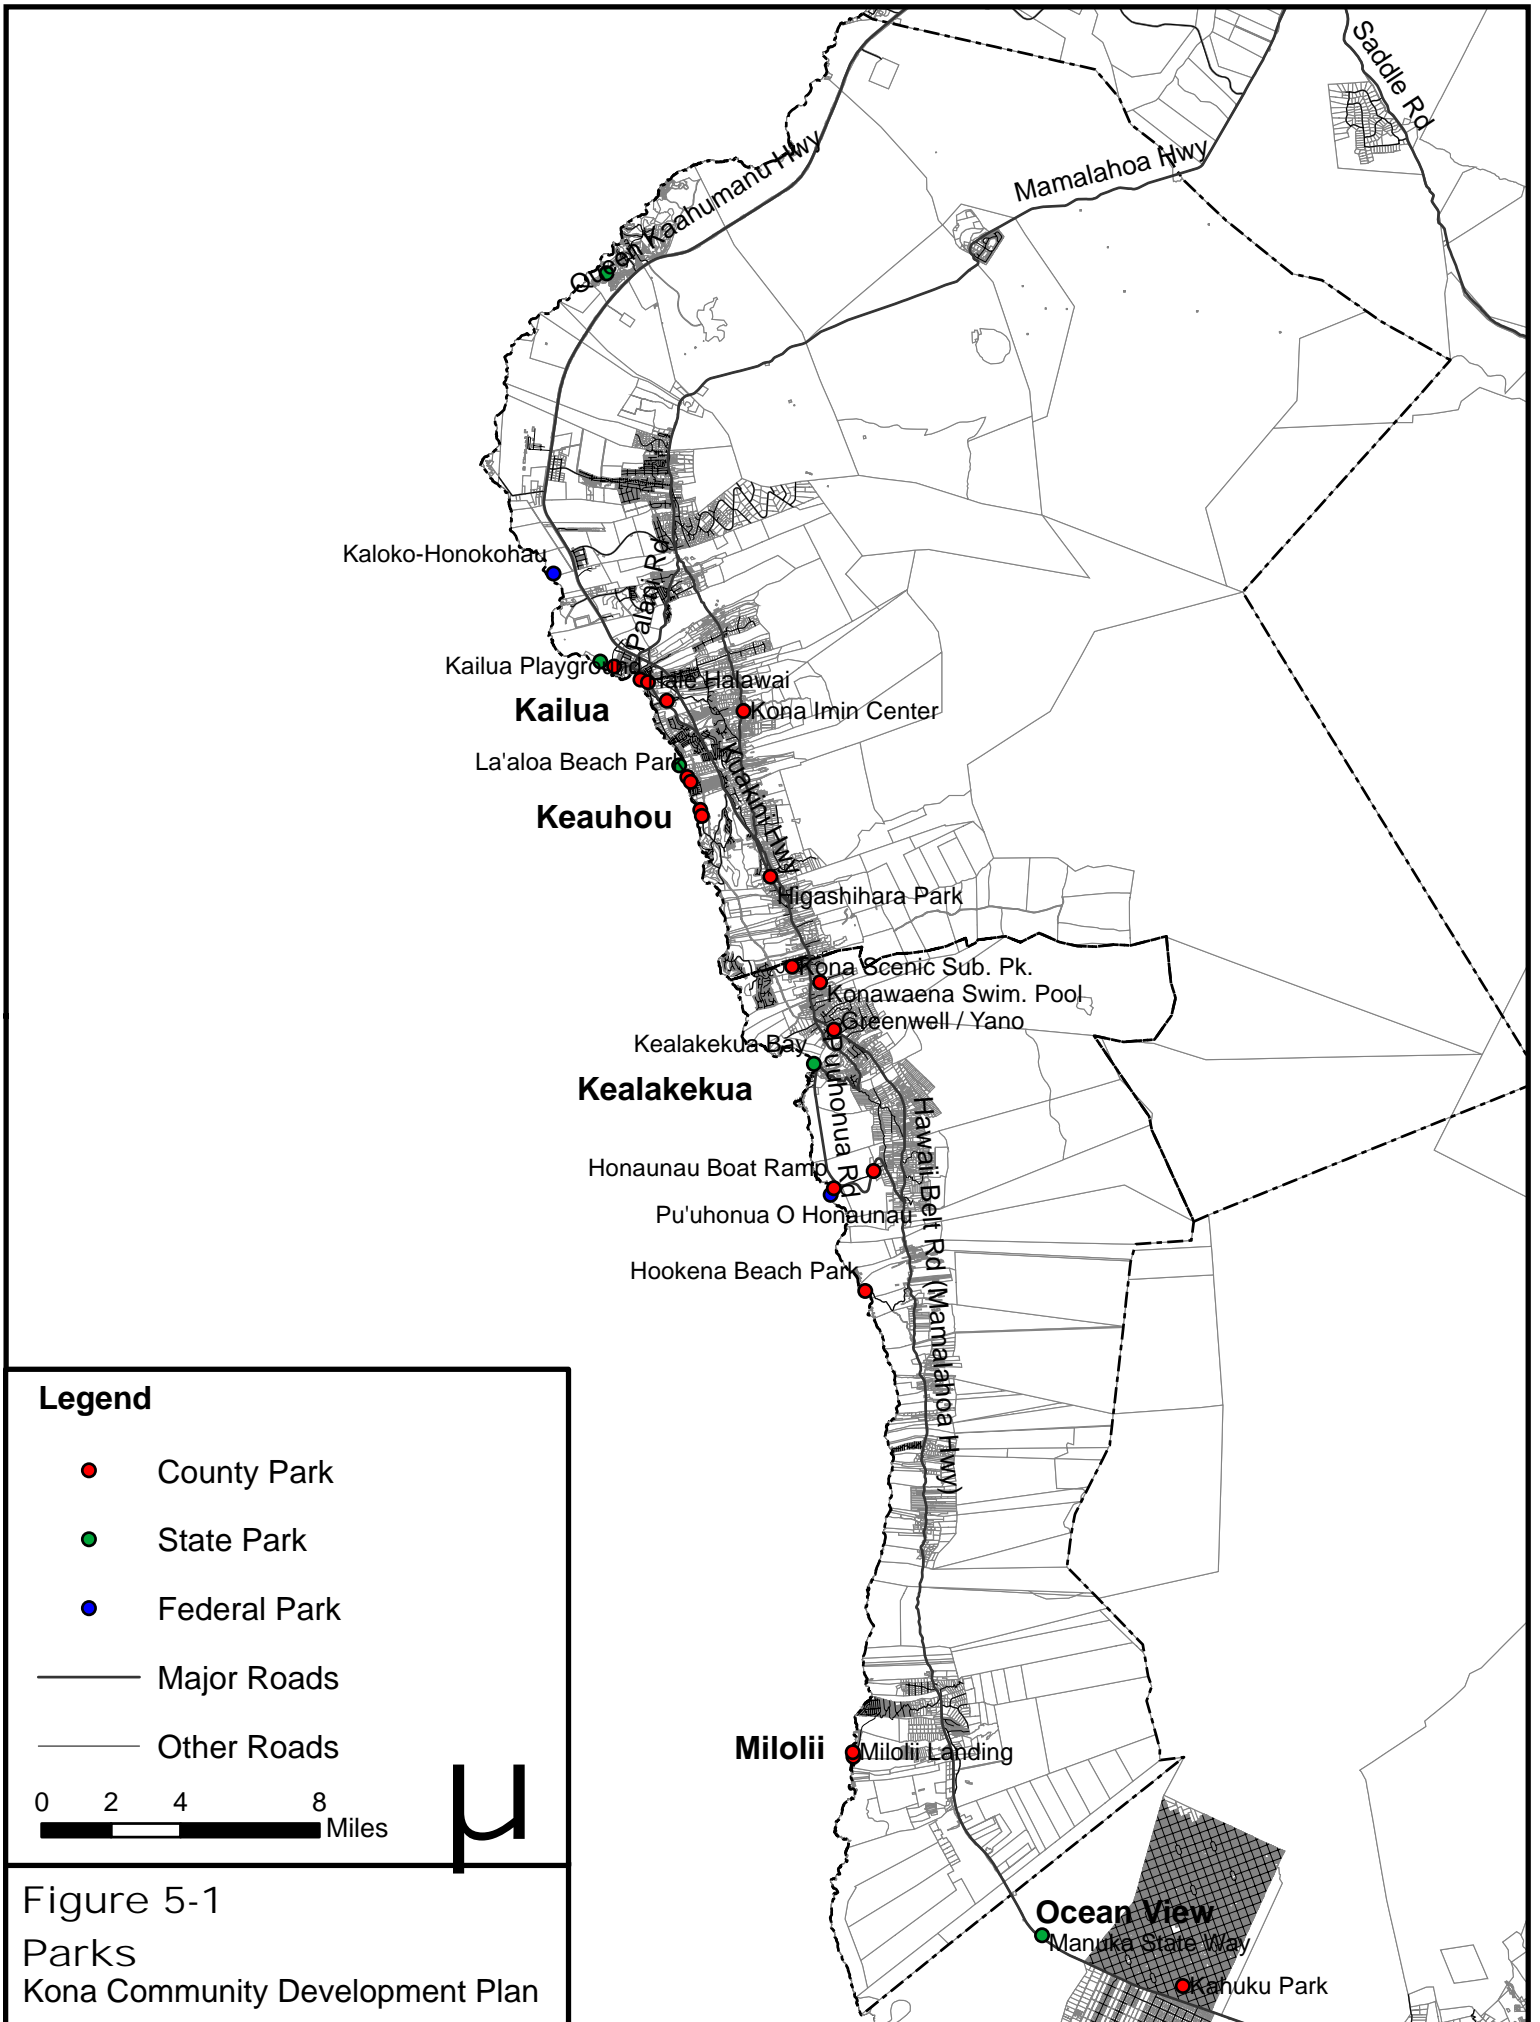 Saddle Rd
Mamalahoa Hwy
Queen Kaahumanu Hwy
Kaloko-Honokohau
Palani Rd
Kailua Playground
Hale Halawai
Kailua
Kona Imin Center
La'aloa Beach Park
Kuakini Hwy
Keauhou
Higashihara Park
Kona Scenic Sub. Pk.
Konawaena Swim. Pool
Greenwell / Yano
Kealakekua Bay
Kealakekua
Puuhonua Rd
Hawaii Belt Rd (Mamalahoa Hwy)
Honaunau Boat Ramp
Pu'uhonua O Honaunau
Hookena Beach Park
Milolii
Milolii Landing
Ocean View
Manuka State Way
Kahuku Park
Legend
County Park
State Park
Federal Park
Major Roads
Other Roads
0 2 4 8
Miles
µ
Figure 5-1
Parks
Kona Community Development Plan